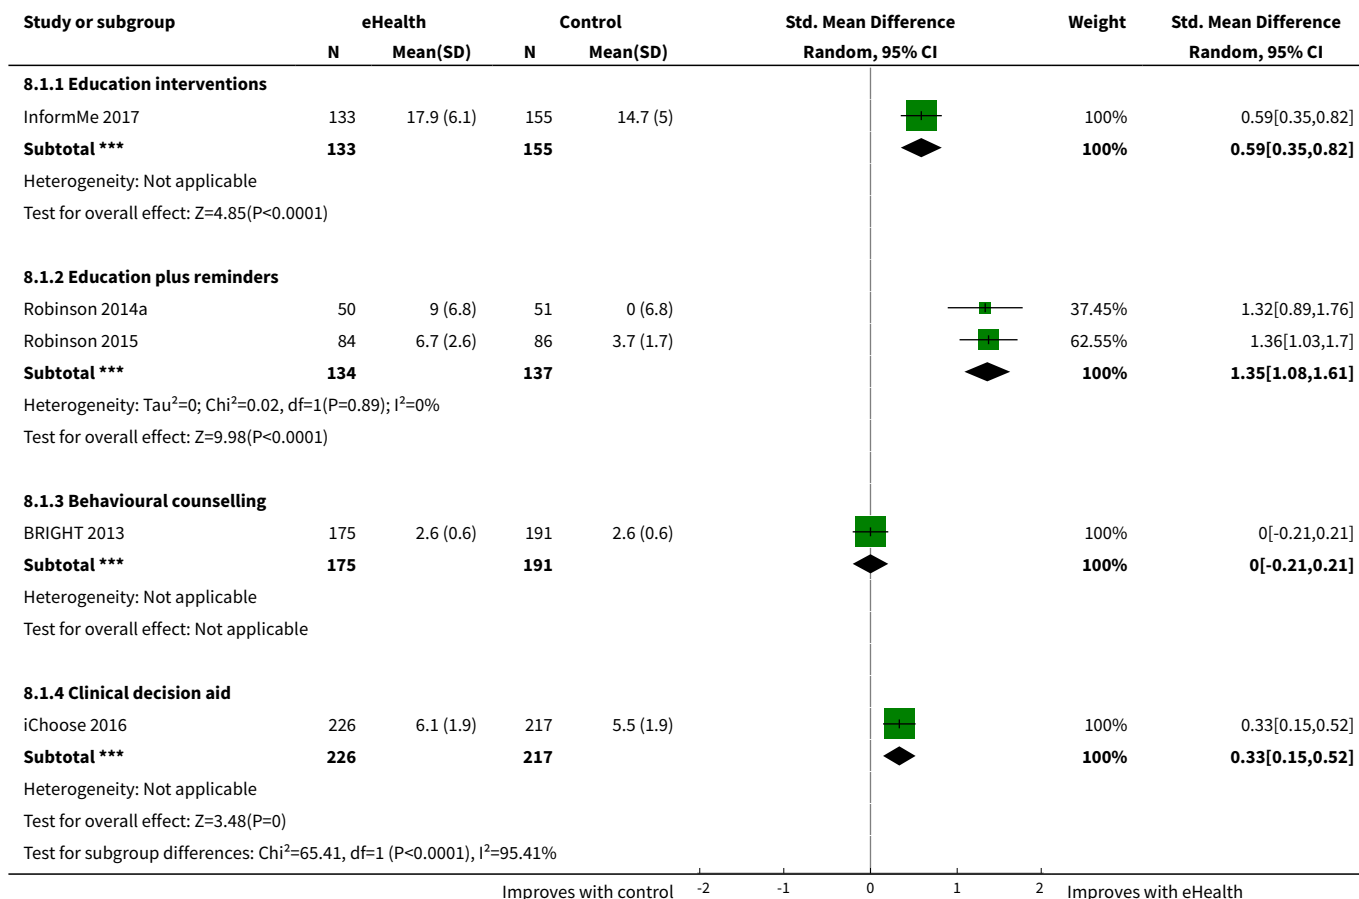 Study or subgroup eHealth Control Std. Mean Difference Weight Std. Mean Difference
N Mean(SD) N Mean(SD) Random, 95% CI Random, 95% CI
8.1.1 Education interventions
InformMe 2017 133 17.9 (6.1) 155 14.7 (5) 100% 0.59[0.35,0.82]
Subtotal *** 133 155 100% 0.59[0.35,0.82]
Heterogeneity: Not applicable
Test for overall effect: Z=4.85(P<0.0001)
8.1.2 Education plus reminders
Robinson 2014a 50 9 (6.8) 51 0 (6.8) 37.45% 1.32[0.89,1.76]
Robinson 2015 84 6.7 (2.6) 86 3.7 (1.7) 62.55% 1.36[1.03,1.7]
Subtotal *** 134 137 100% 1.35[1.08,1.61]
Heterogeneity: Tau²=0; Chi²=0.02, df=1(P=0.89); I²=0%
Test for overall effect: Z=9.98(P<0.0001)
8.1.3 Behavioural counselling
BRIGHT 2013 175 2.6 (0.6) 191 2.6 (0.6) 100% 0[-0.21,0.21]
Subtotal *** 175 191 100% 0[-0.21,0.21]
Heterogeneity: Not applicable
Test for overall effect: Not applicable
8.1.4 Clinical decision aid
iChoose 2016 226 6.1 (1.9) 217 5.5 (1.9) 100% 0.33[0.15,0.52]
Subtotal *** 226 217 100% 0.33[0.15,0.52]
Heterogeneity: Not applicable
Test for overall effect: Z=3.48(P=0)
Test for subgroup differences: Chi²=65.41, df=1 (P<0.0001), I²=95.41%
Improves with control -2 -1 0 1 2 Improves with eHealth